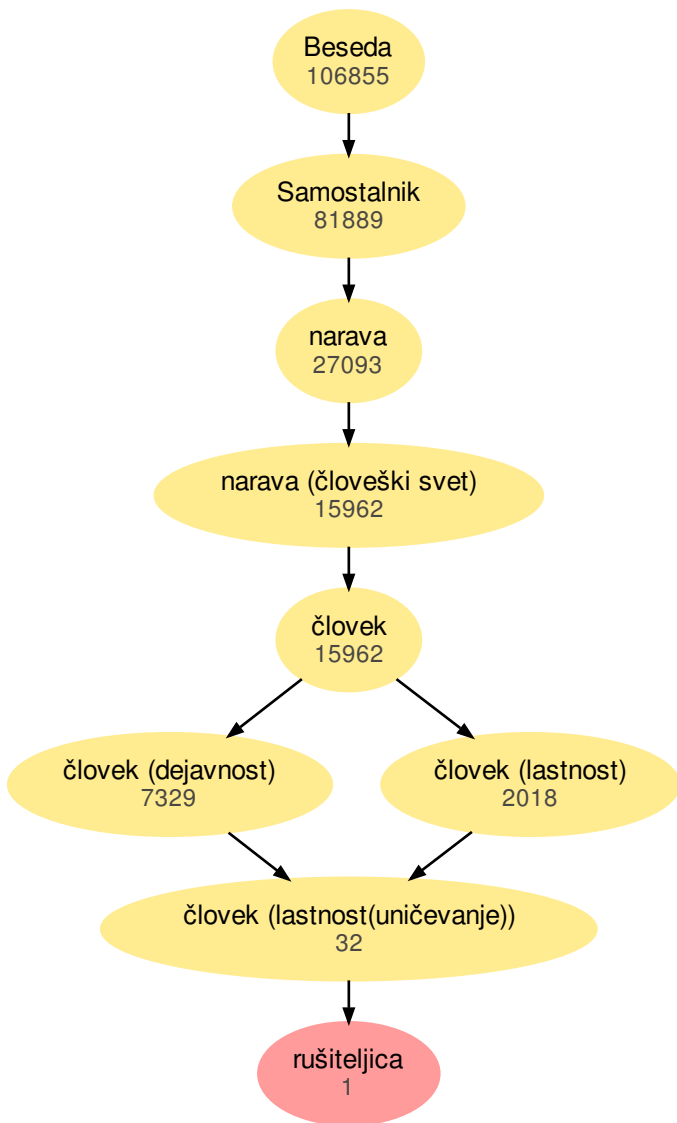 Beseda
106855
Samostalnik
81889
narava
27093
narava (človeški svet)
15962
človek
15962
človek (dejavnost)
7329
človek (lastnost)
2018
človek (lastnost(uničevanje))
32
rušiteljica
1